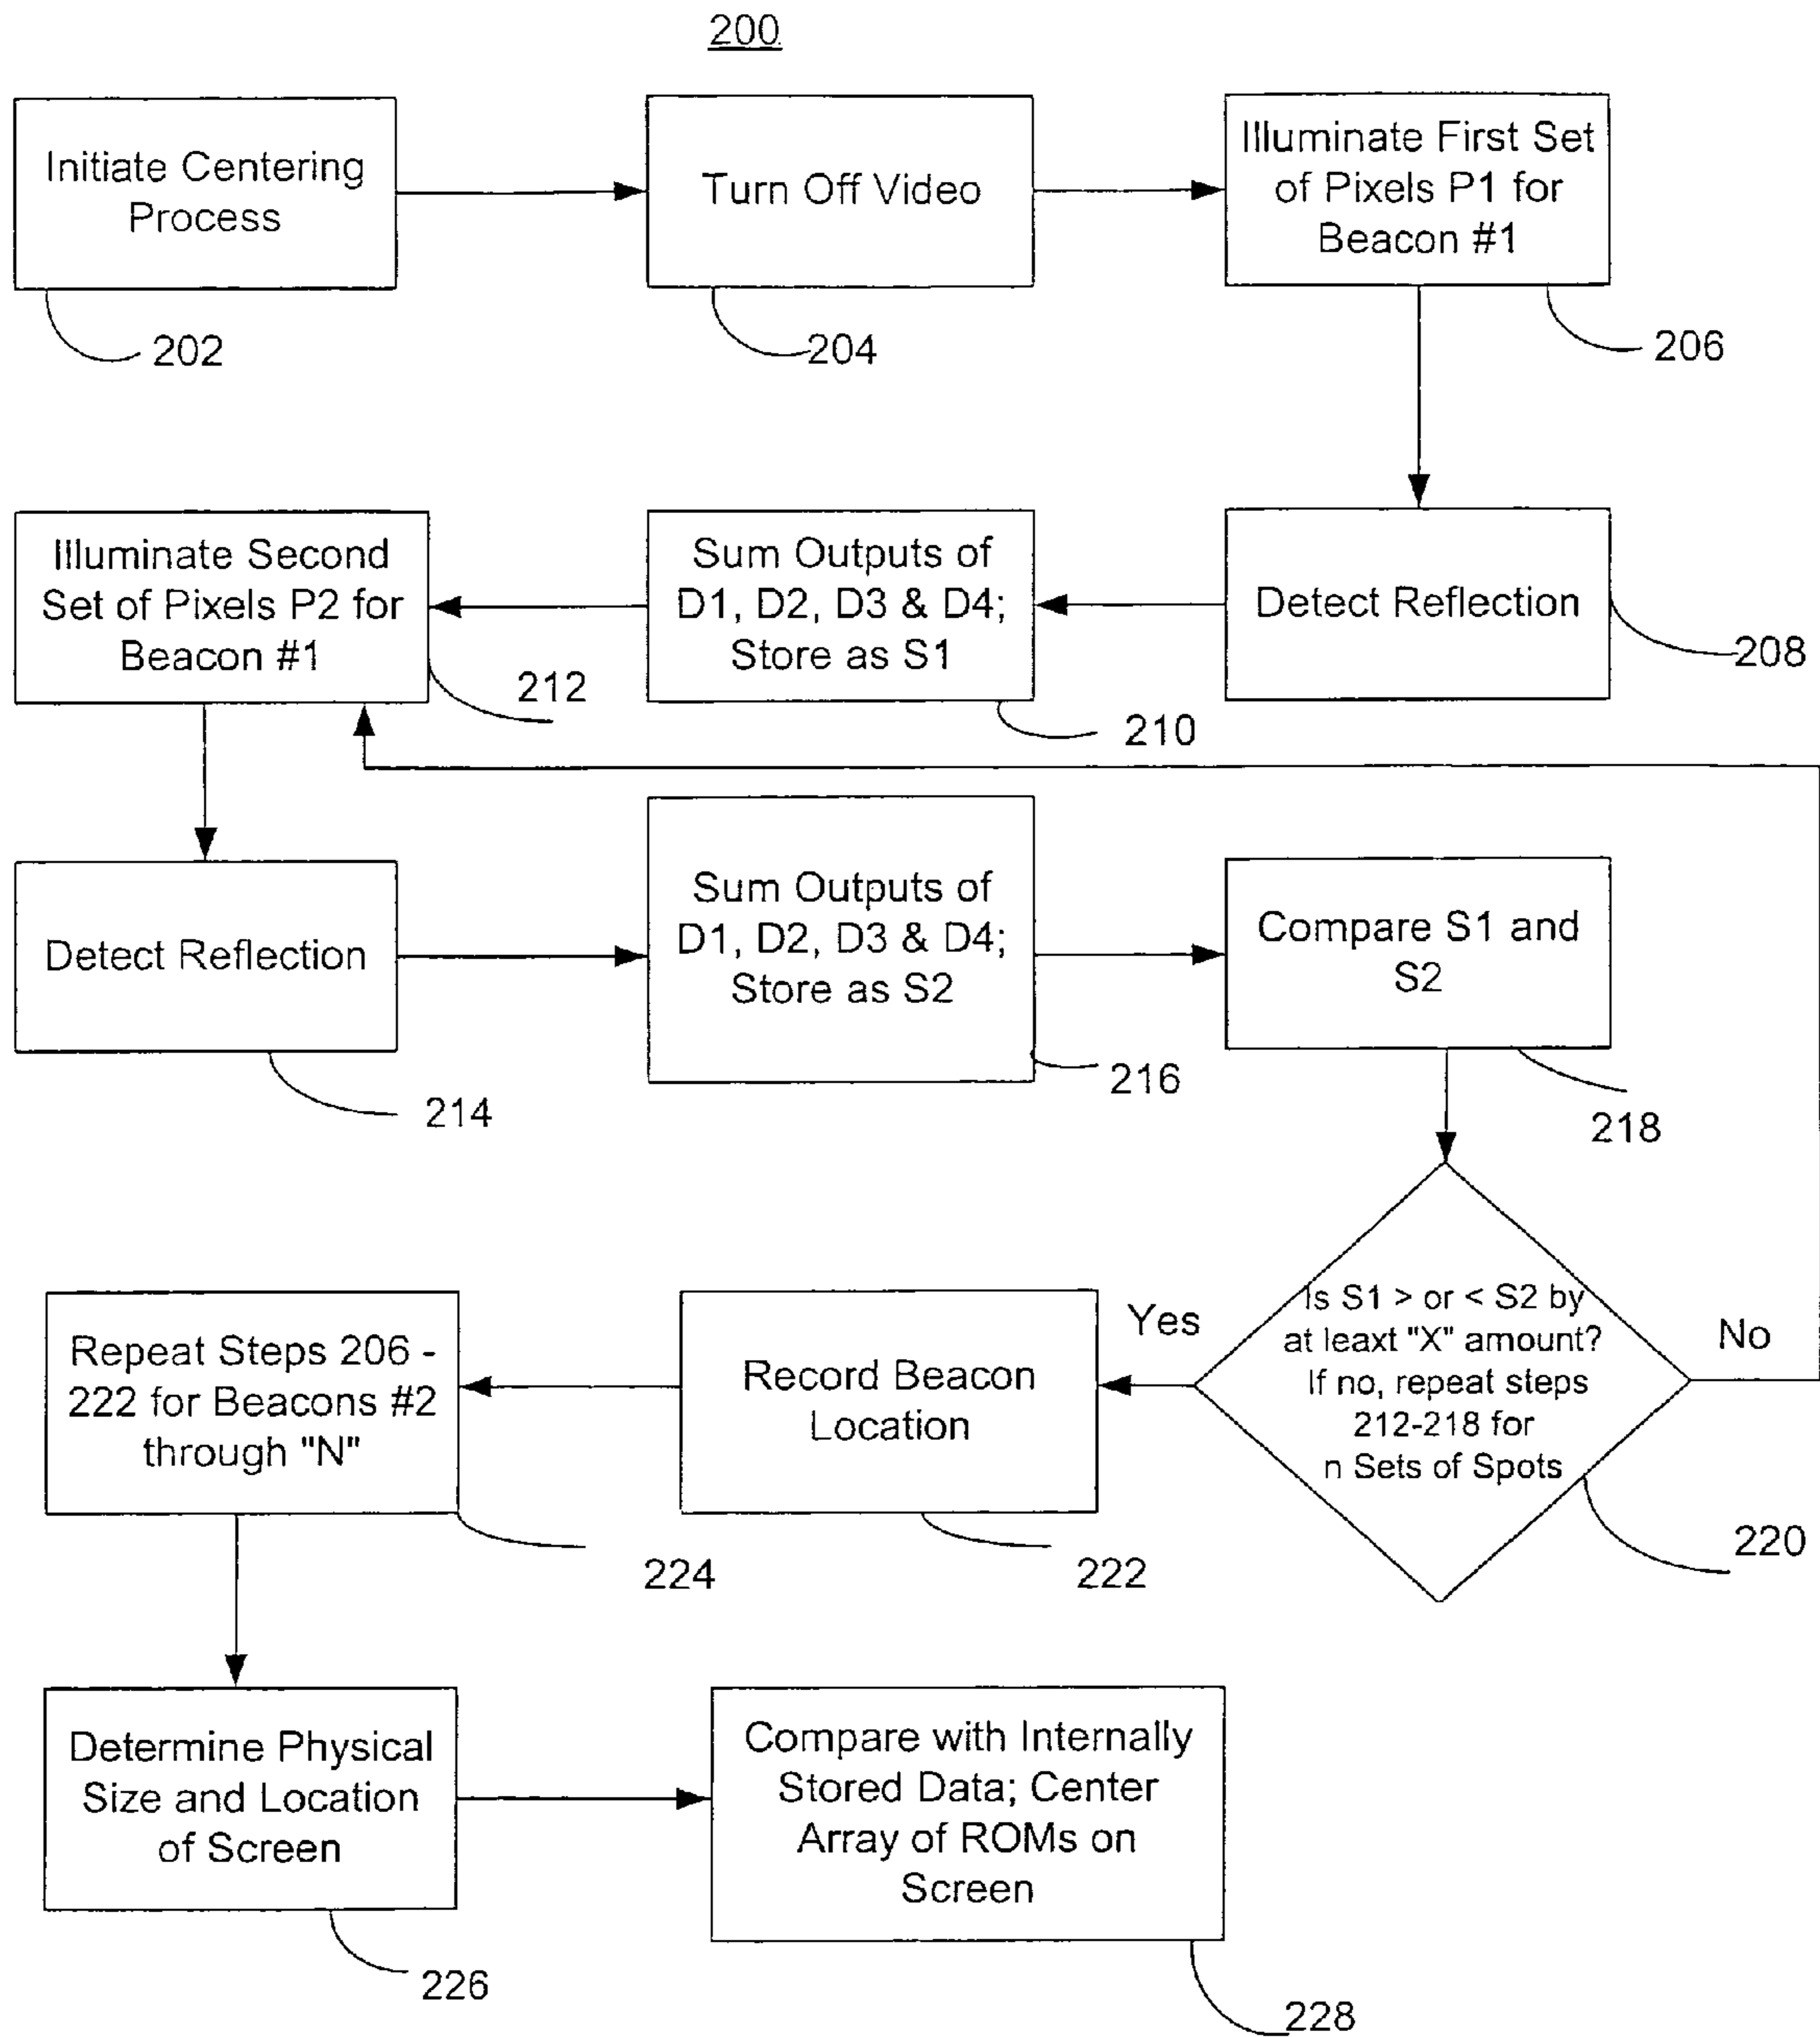 200
Initiate Centering
Process
202
Turn Off Video
204
Illuminate First Set
of Pixels P1 for
Beacon #1
206
Detect Reflection
208
Sum Outputs of
D1, D2, D3 & D4;
Store as S1
210
Illuminate Second
Set of Pixels P2 for
Beacon #1
212
Detect Reflection
214
Sum Outputs of
D1, D2, D3 & D4;
Store as S2
216
Compare S1 and
S2
218
Is S1 > or < S2 by
at leaxt "X" amount?
If no, repeat steps
212-218 for
n Sets of Spots
220
No
Yes
Record Beacon
Location
222
Repeat Steps 206 -
222 for Beacons #2
through "N"
224
Determine Physical
Size and Location
of Screen
226
Compare with Internally
Stored Data; Center
Array of ROMs on
Screen
228